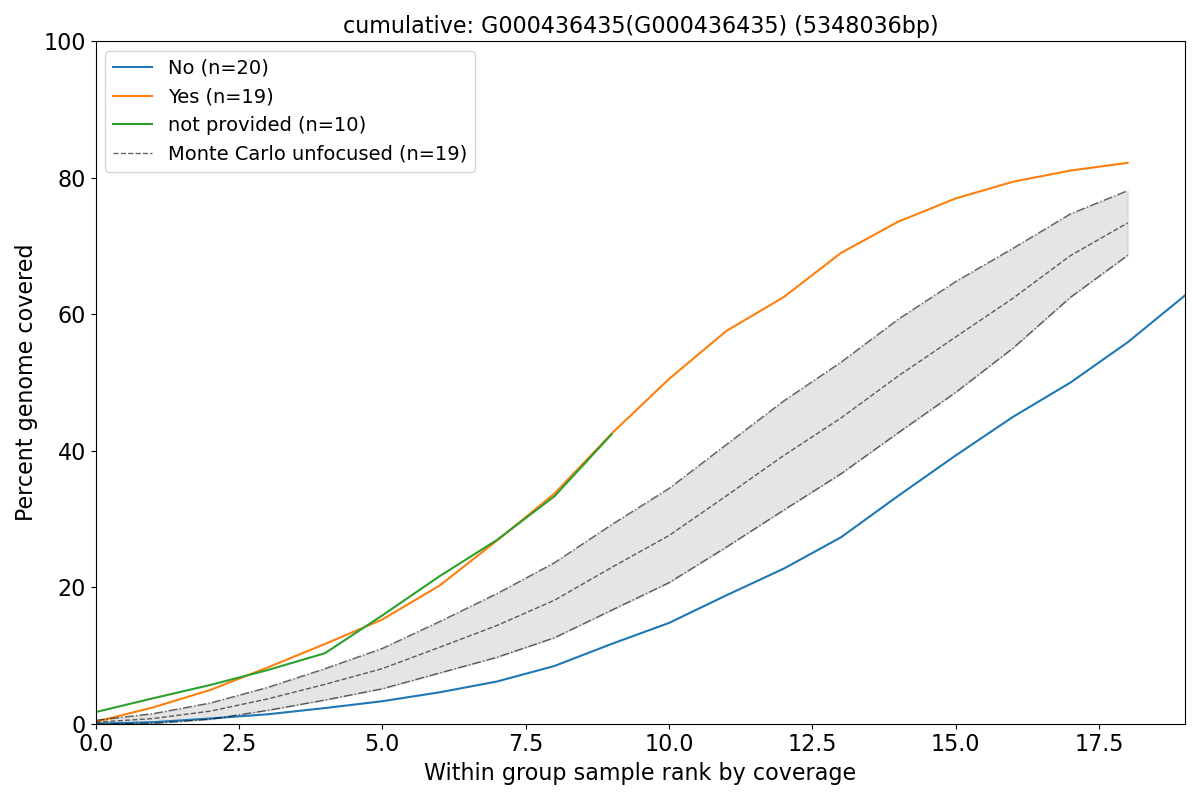 cumulative: G000436435(G000436435) (5348036bp)
100
80
60
40
20
0
Percent genome covered
No (n=20)
Yes (n=19)
not provided (n=10)
Monte Carlo unfocused (n=19)
0.0 2.5 5.0 7.5 10.0 12.5 15.0 17.5
Within group sample rank by coverage